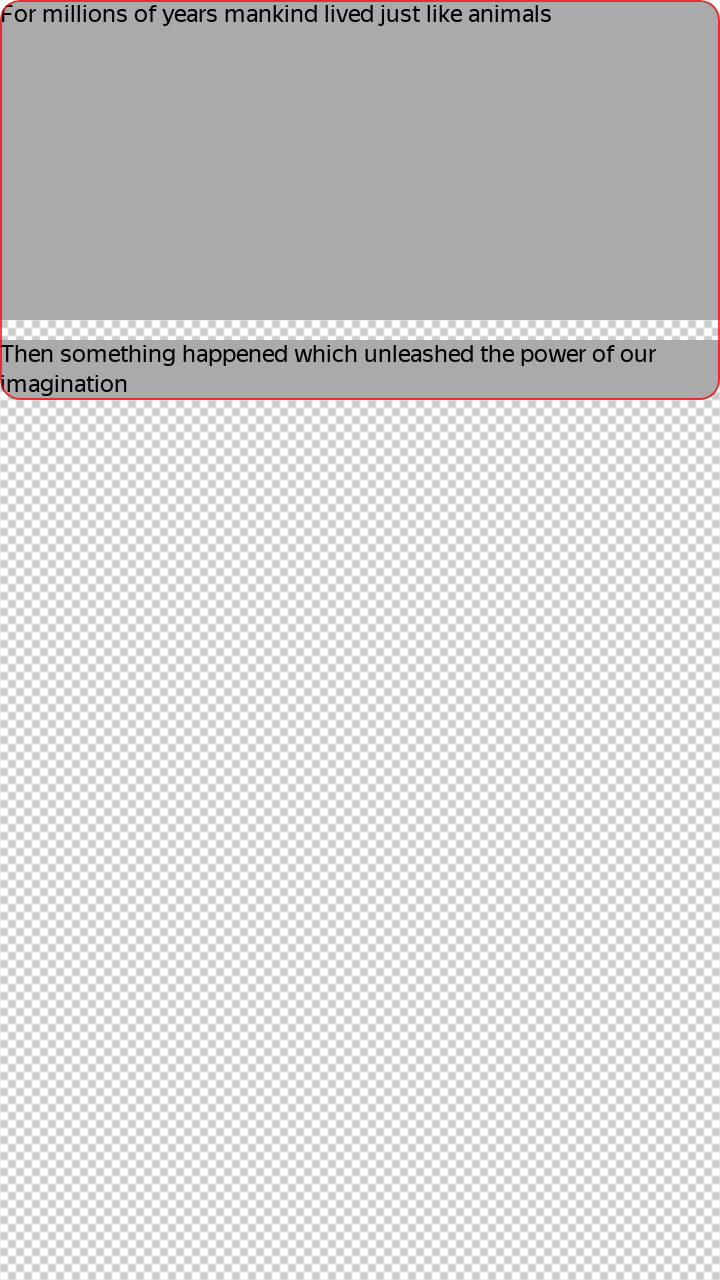 For millions of years mankind lived just like animals
Then something happened which unleashed the power of our
imagination